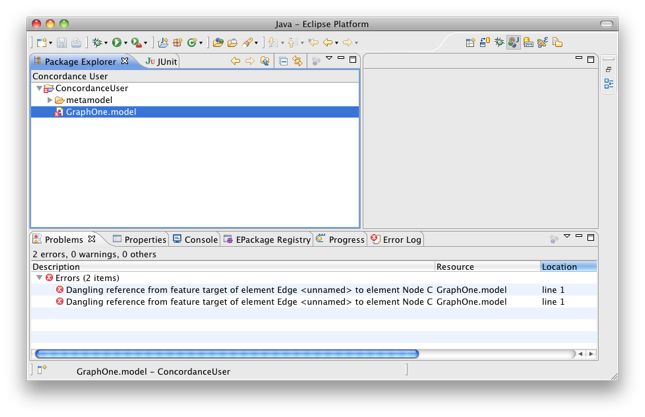 Java – Eclipse Platform
Package Explorer JUnit
Concordance User
ConcordanceUser
metamodel
GraphOne.model
Problems Properties Console EPackage Registry Progress Error Log
2 errors, 0 warnings, 0 others
Description Resource Location
Errors (2 items)
Dangling reference from feature target of element Edge <unnamed> to element Node C GraphOne.model line 1
Dangling reference from feature target of element Edge <unnamed> to element Node C GraphOne.model line 1
GraphOne.model – ConcordanceUser